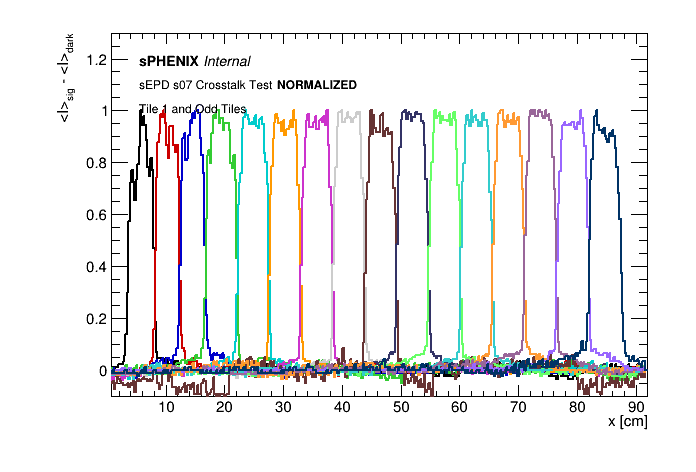 <I>sig - <I>dark
1.2
1
0.8
0.6
0.4
0.2
0
sPHENIX Internal
sEPD s07 Crosstalk Test NORMALIZED
Tile 1 and Odd Tiles
10 20 30 40 50 60 70 80 90
x [cm]